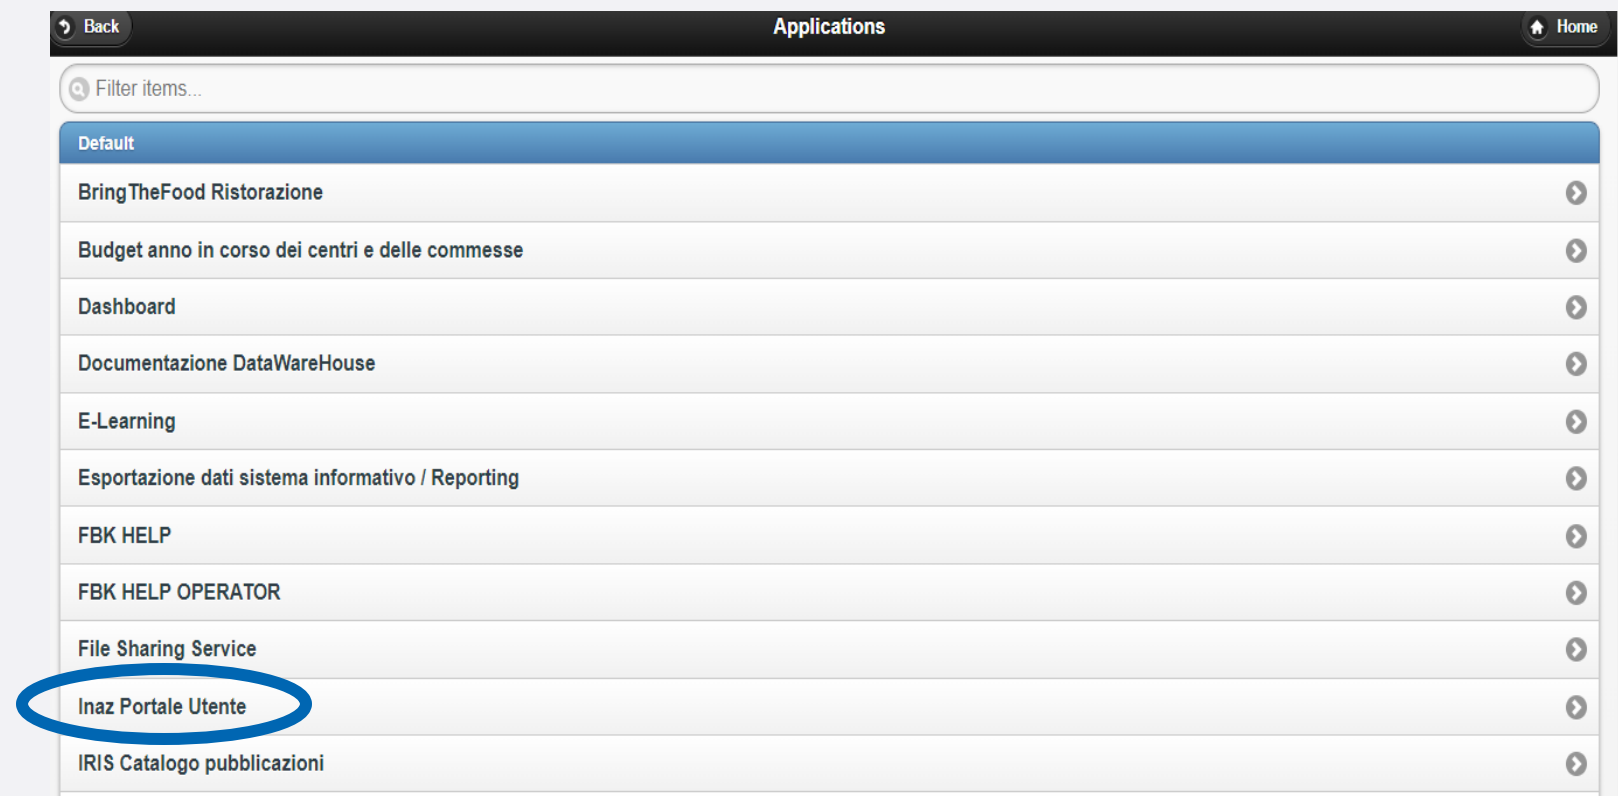 Back
Applications
Home
Filter items...
Default
BringTheFood Ristorazione
Budget anno in corso dei centri e delle commesse
Dashboard
Documentazione DataWareHouse
E-Learning
Esportazione dati sistema informativo / Reporting
FBK HELP
FBK HELP OPERATOR
File Sharing Service
Inaz Portale Utente
IRIS Catalogo pubblicazioni